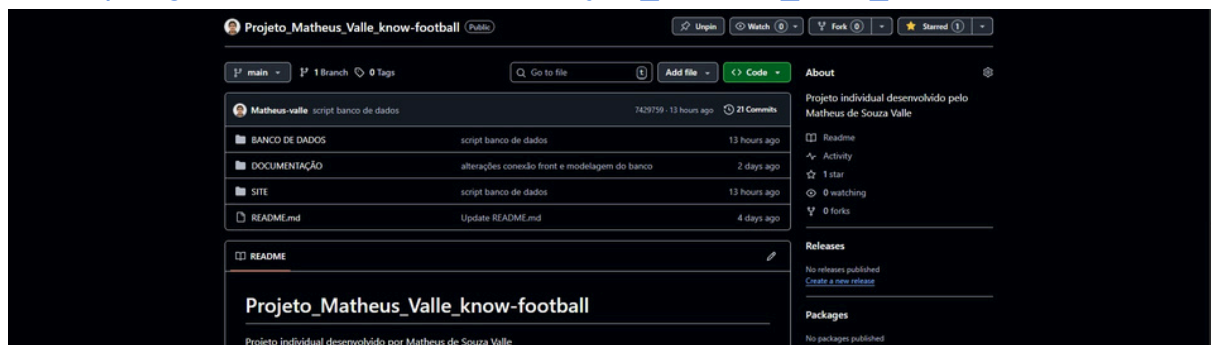 Projeto_Matheus_Valle_know-football Public
Unpin Watch 0 Fork 0 Starred 1
main 1 Branch 0 Tags Go to file t Add file Code
Matheus-valle script banco de dados 7429759 · 13 hours ago 21 Commits
BANCO DE DADOS script banco de dados 13 hours ago
DOCUMENTAÇÃO alterações conexão front e modelagem do banco 2 days ago
SITE script banco de dados 13 hours ago
README.md Update README.md 4 days ago
README
Projeto_Matheus_Valle_know-football
Projeto individual desenvolvido por Matheus de Souza Valle
About
Projeto individual desenvolvido pelo
Matheus de Souza Valle
Readme
Activity
1 star
0 watching
0 forks
Releases
No releases published
Create a new release
Packages
No packages published